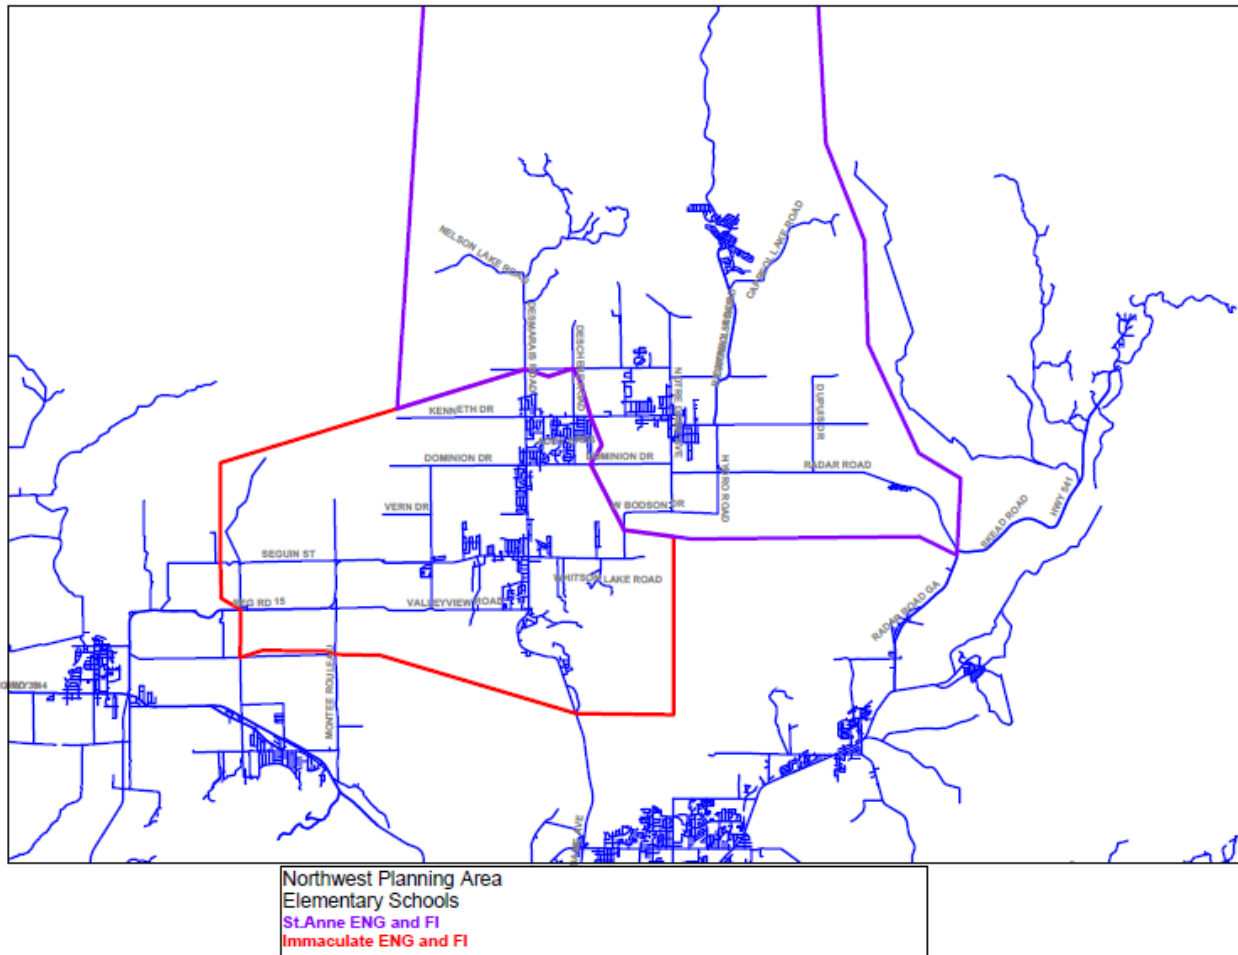 NELSON LAKE ROAD
CAPREOL LAKE ROAD
DESMARAIS ROAD
NOTRE DAME AVE
DUPUIS DR
KENNETH DR
DOMINION DR
DOMINION DR
RADAR ROAD
HYDRO ROAD
VERN DR
W BODSON DR
SKEAD ROAD
HWY 541
SEGUIN ST
WHITSON LAKE ROAD
REG RD 15
VALLEYVIEW ROAD
RADAR ROAD GA
MONTEE ROULEAU
AVE
Northwest Planning Area
Elementary Schools
St.Anne ENG and FI
Immaculate ENG and FI